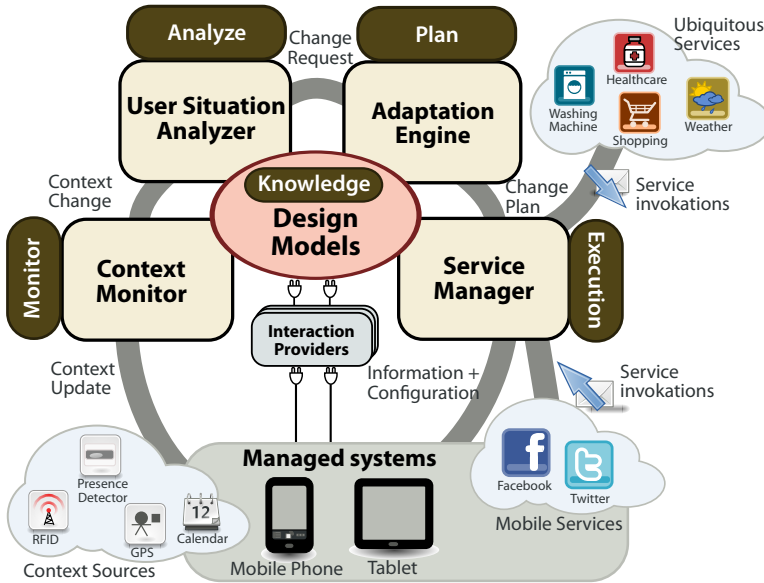 Analyze
Change
Request
Plan
Ubiquitous
Services
User Situation
Analyzer
Adaptation
Engine
Healthcare
Washing
Machine
Shopping
Weather
Context
Change
Knowledge
Design
Models
Change
Plan
Service
invokations
Monitor
Context
Monitor
Service
Manager
Execution
Interaction
Providers
Context
Update
Information +
Configuration
Service
invokations
Managed systems
Presence
Detector
RFID
GPS
12
Calendar
Mobile Phone
Tablet
f
Facebook
t
Twitter
Mobile Services
Context Sources